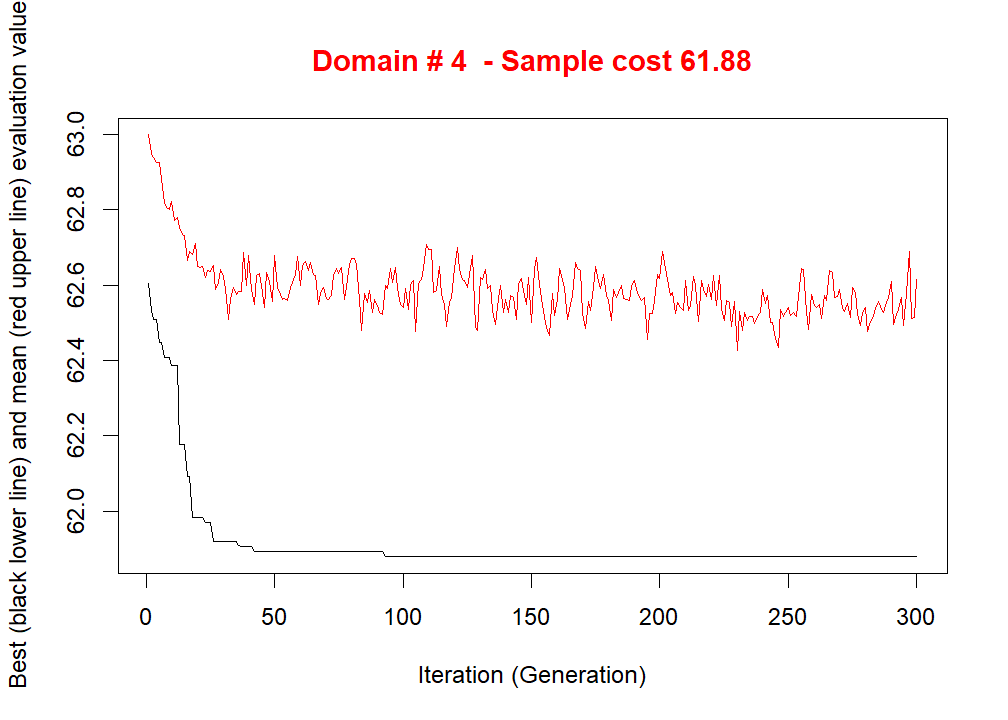 Domain # 4  - Sample cost 61.88
Best (black lower line) and mean (red upper line) evaluation value
63.0
62.8
62.6
62.4
62.2
62.0
0 50 100 150 200 250 300
Iteration (Generation)